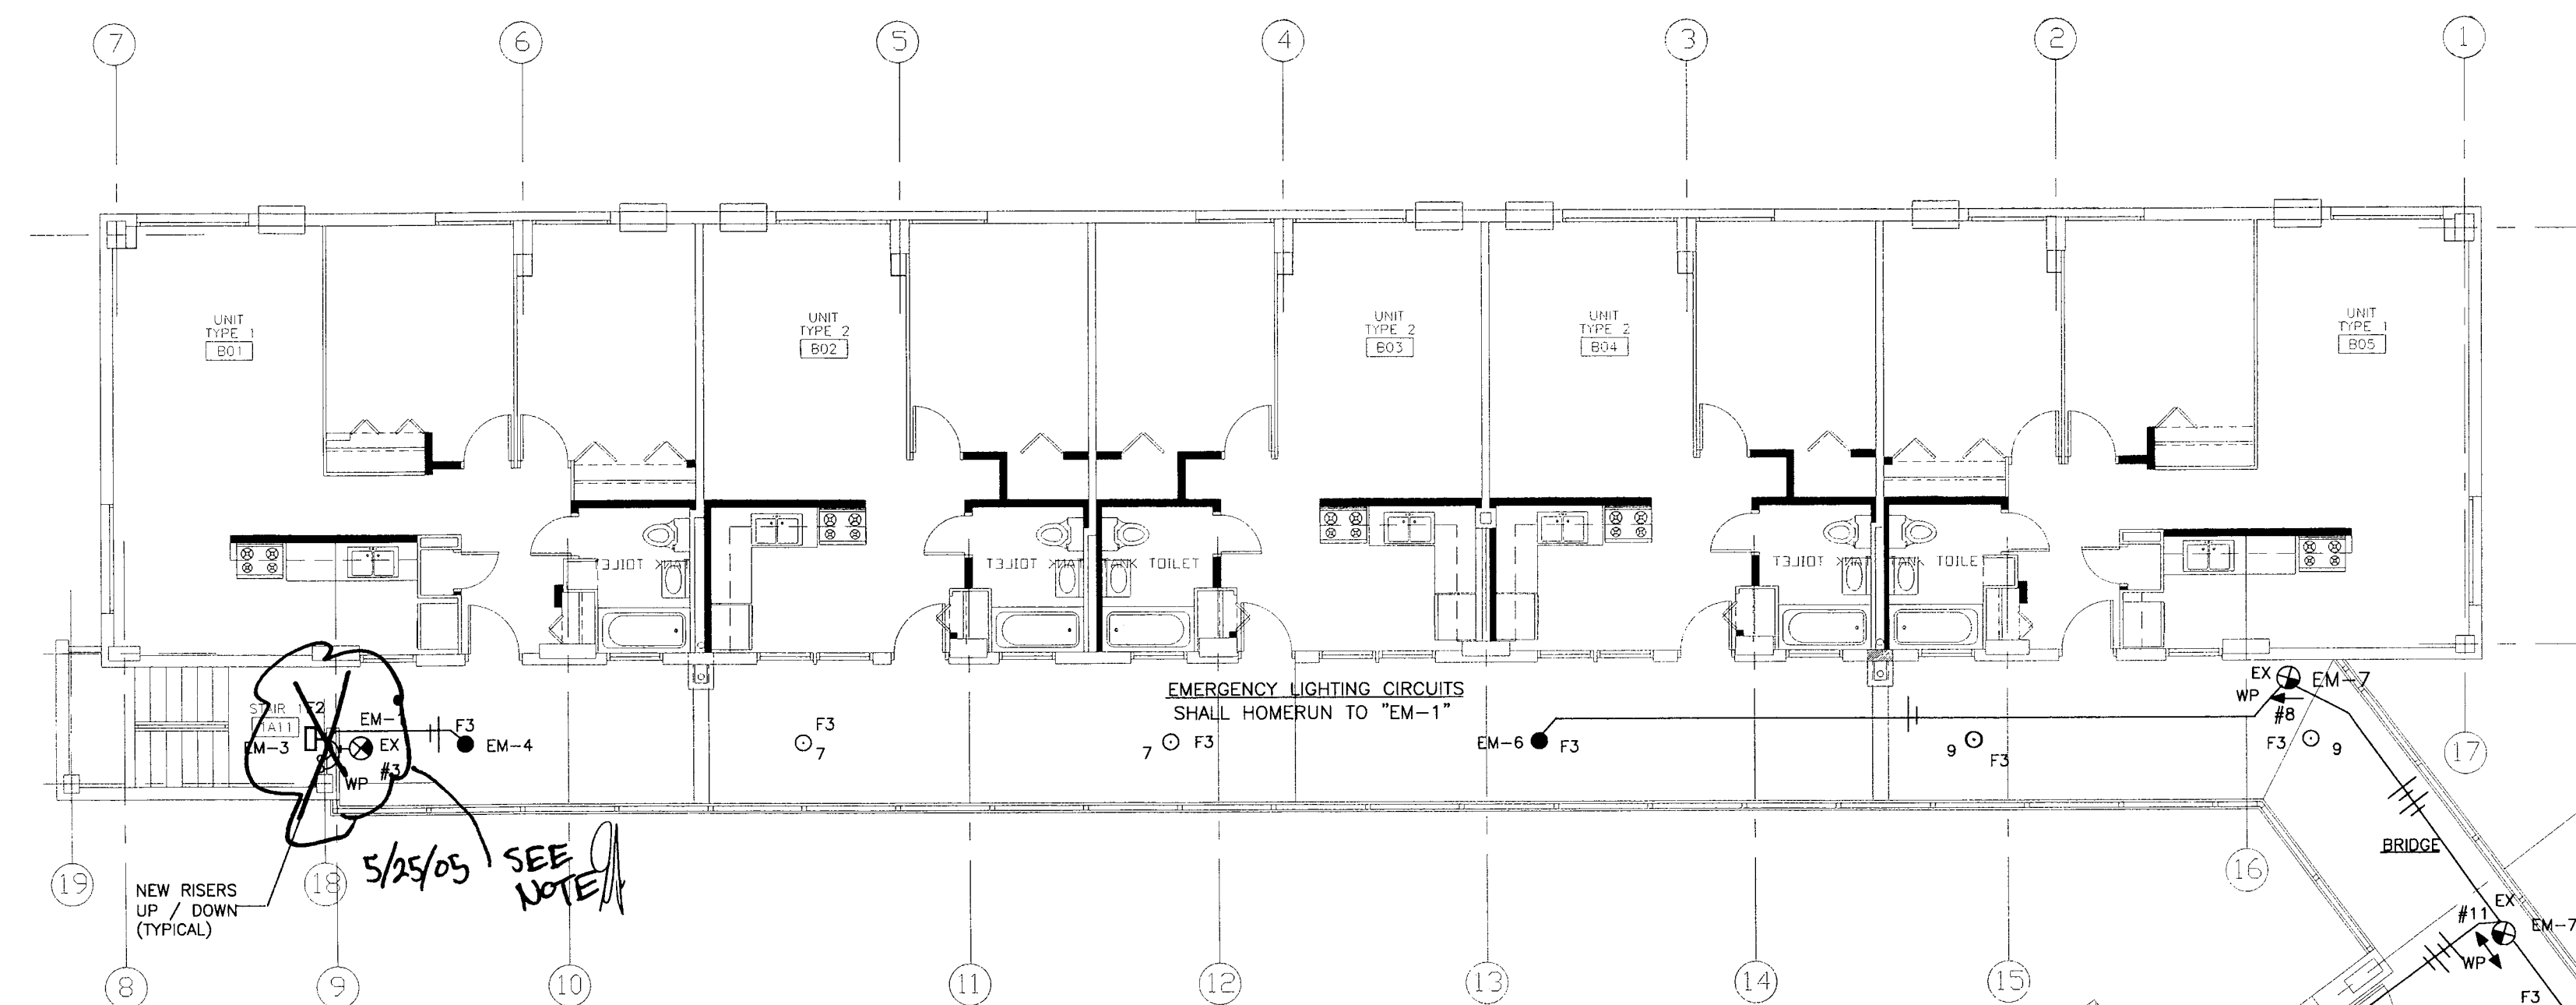 7
6
5
4
3
2
1
UNIT
TYPE 1
B01
UNIT
TYPE 2
B02
UNIT
TYPE 2
B03
UNIT
TYPE 2
B04
UNIT
TYPE 1
B05
TANK TOILET
TANK TOILET
TANK TOILET
TANK TOILET
TANK TOILE
EMERGENCY LIGHTING CIRCUITS
SHALL HOMERUN TO "EM-1"
STAIR 1
1A11
F2
EM-3
EM-
EX
#3
WP
F3
EM-4
F3
7
7
F3
EM-6
F3
9
F3
EX
EM-7
WP
#8
F3
9
BRIDGE
EX
#11
EM-7
WP
F3
NEW RISERS
UP / DOWN
(TYPICAL)
5/25/05
SEE
NOTE
19
18
17
16
8
9
10
11
12
13
14
15